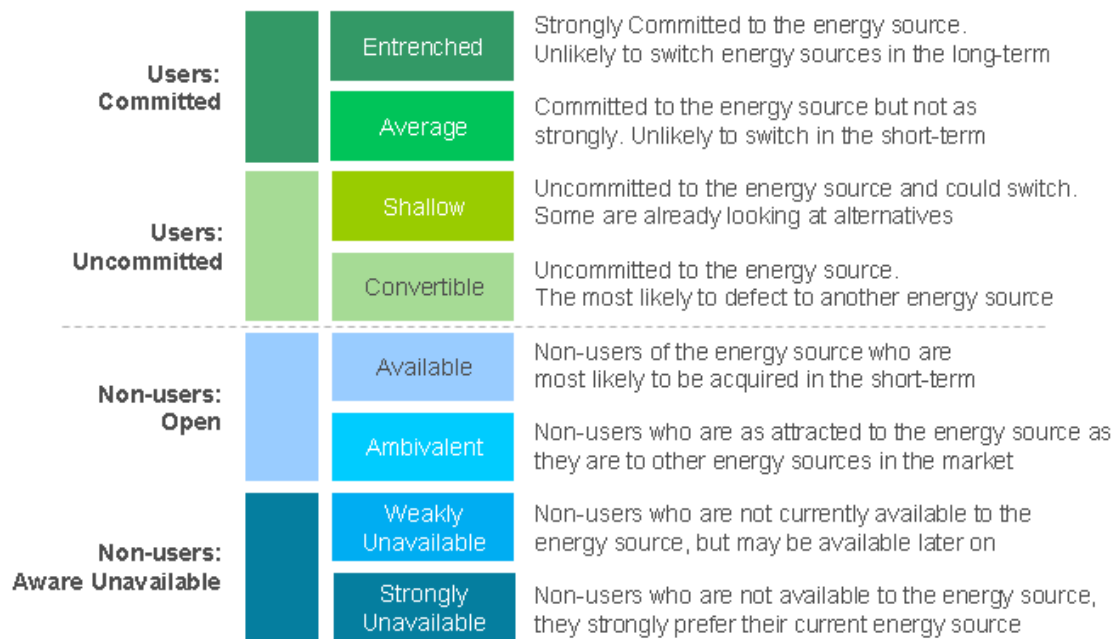 Users:
Committed
Entrenched
Strongly Committed to the energy source.
Unlikely to switch energy sources in the long-term
Average
Committed to the energy source but not as
strongly. Unlikely to switch in the short-term
Users:
Uncommitted
Shallow
Uncommitted to the energy source and could switch.
Some are already looking at alternatives
Convertible
Uncommitted to the energy source.
The most likely to defect to another energy source
Non-users:
Open
Available
Non-users of the energy source who are
most likely to be acquired in the short-term
Ambivalent
Non-users who are as attracted to the energy source as
they are to other energy sources in the market
Non-users:
Aware Unavailable
Weakly
Unavailable
Non-users who are not currently available to the
energy source, but may be available later on
Strongly
Unavailable
Non-users who are not available to the energy source,
they strongly prefer their current energy source